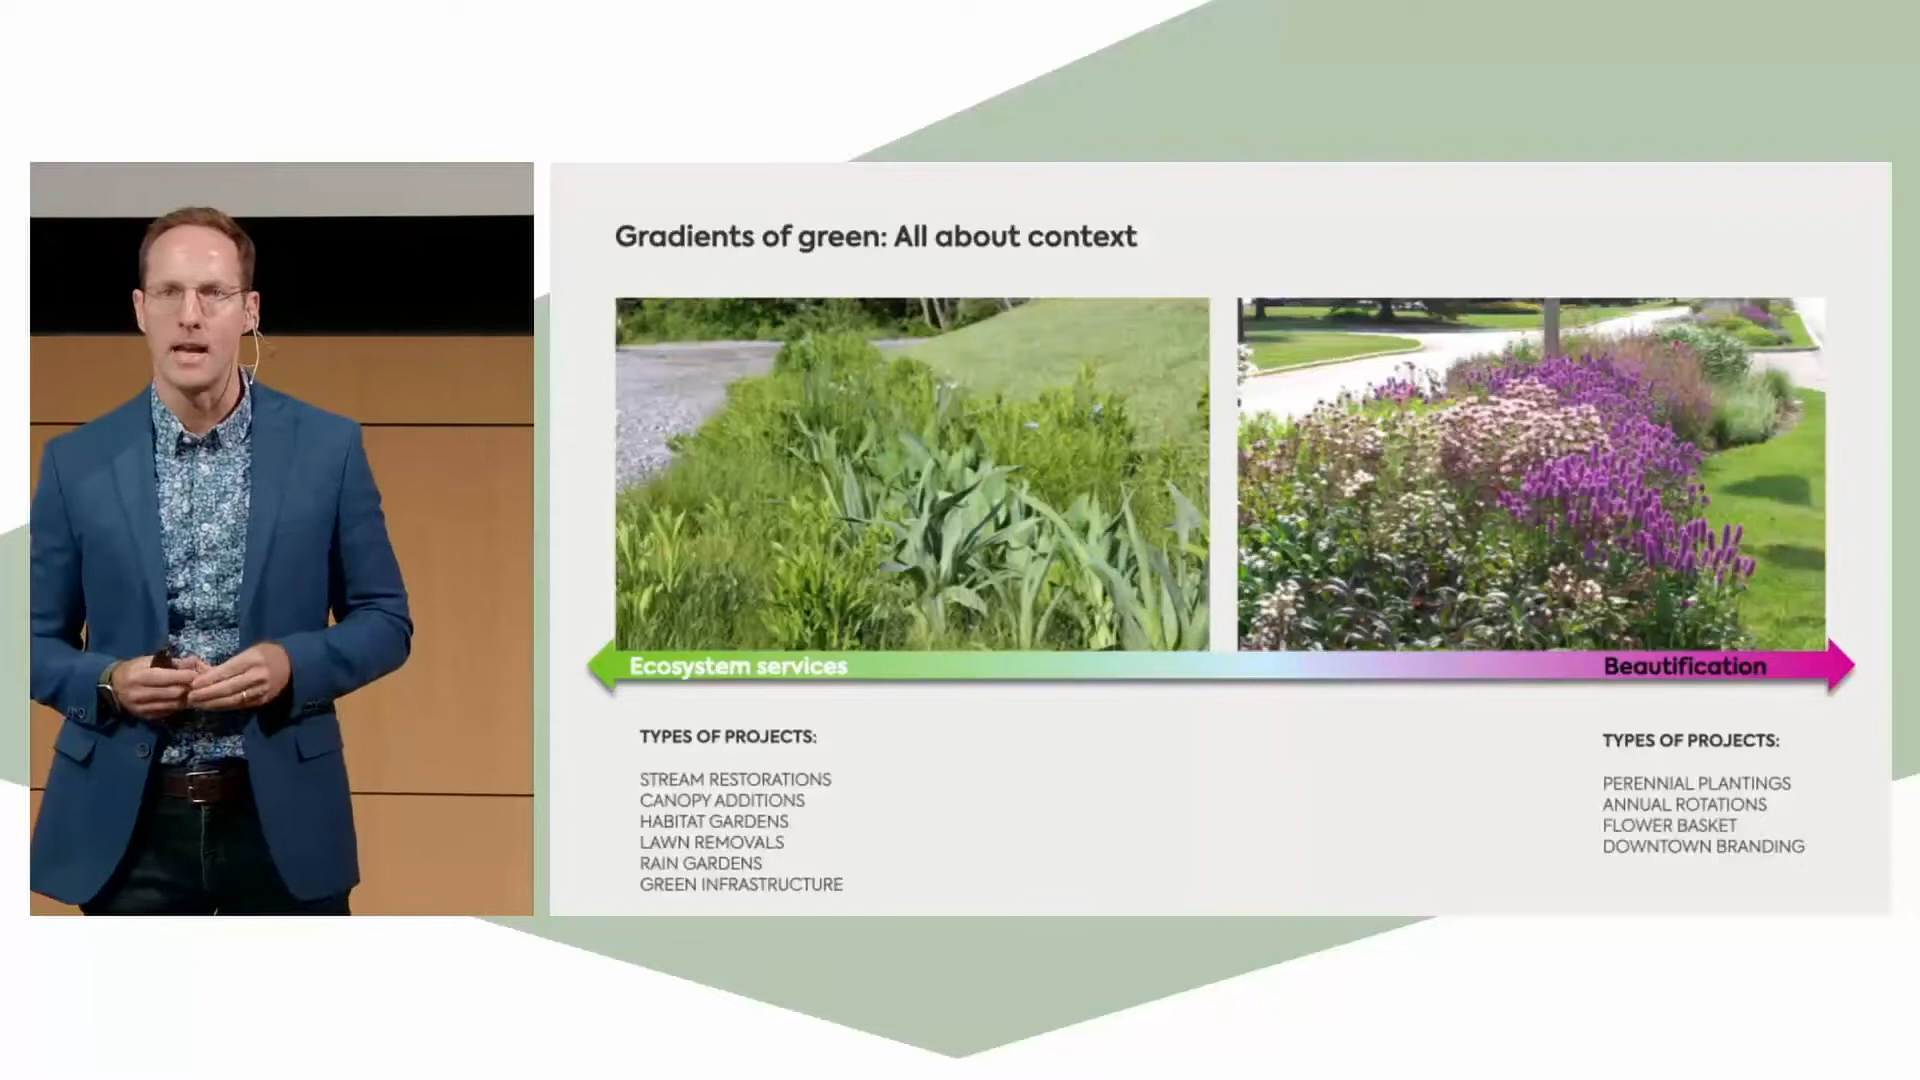 Gradients of green: All about context
Ecosystem services
Beautification
TYPES OF PROJECTS:
STREAM RESTORATIONS
CANOPY ADDITIONS
HABITAT GARDENS
LAWN REMOVALS
RAIN GARDENS
GREEN INFRASTRUCTURE
TYPES OF PROJECTS:
PERENNIAL PLANTINGS
ANNUAL ROTATIONS
FLOWER BASKET
DOWNTOWN BRANDING